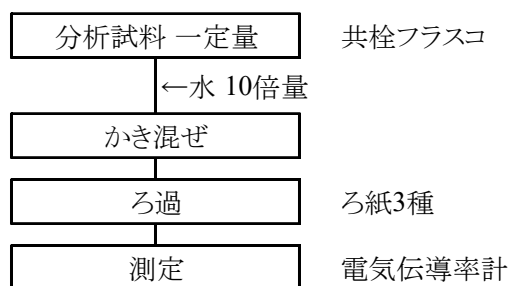 分析試料 一定量 共栓フラスコ
←水 10倍量
かき混ぜ
ろ過 ろ紙3種
測定 電気伝導率計